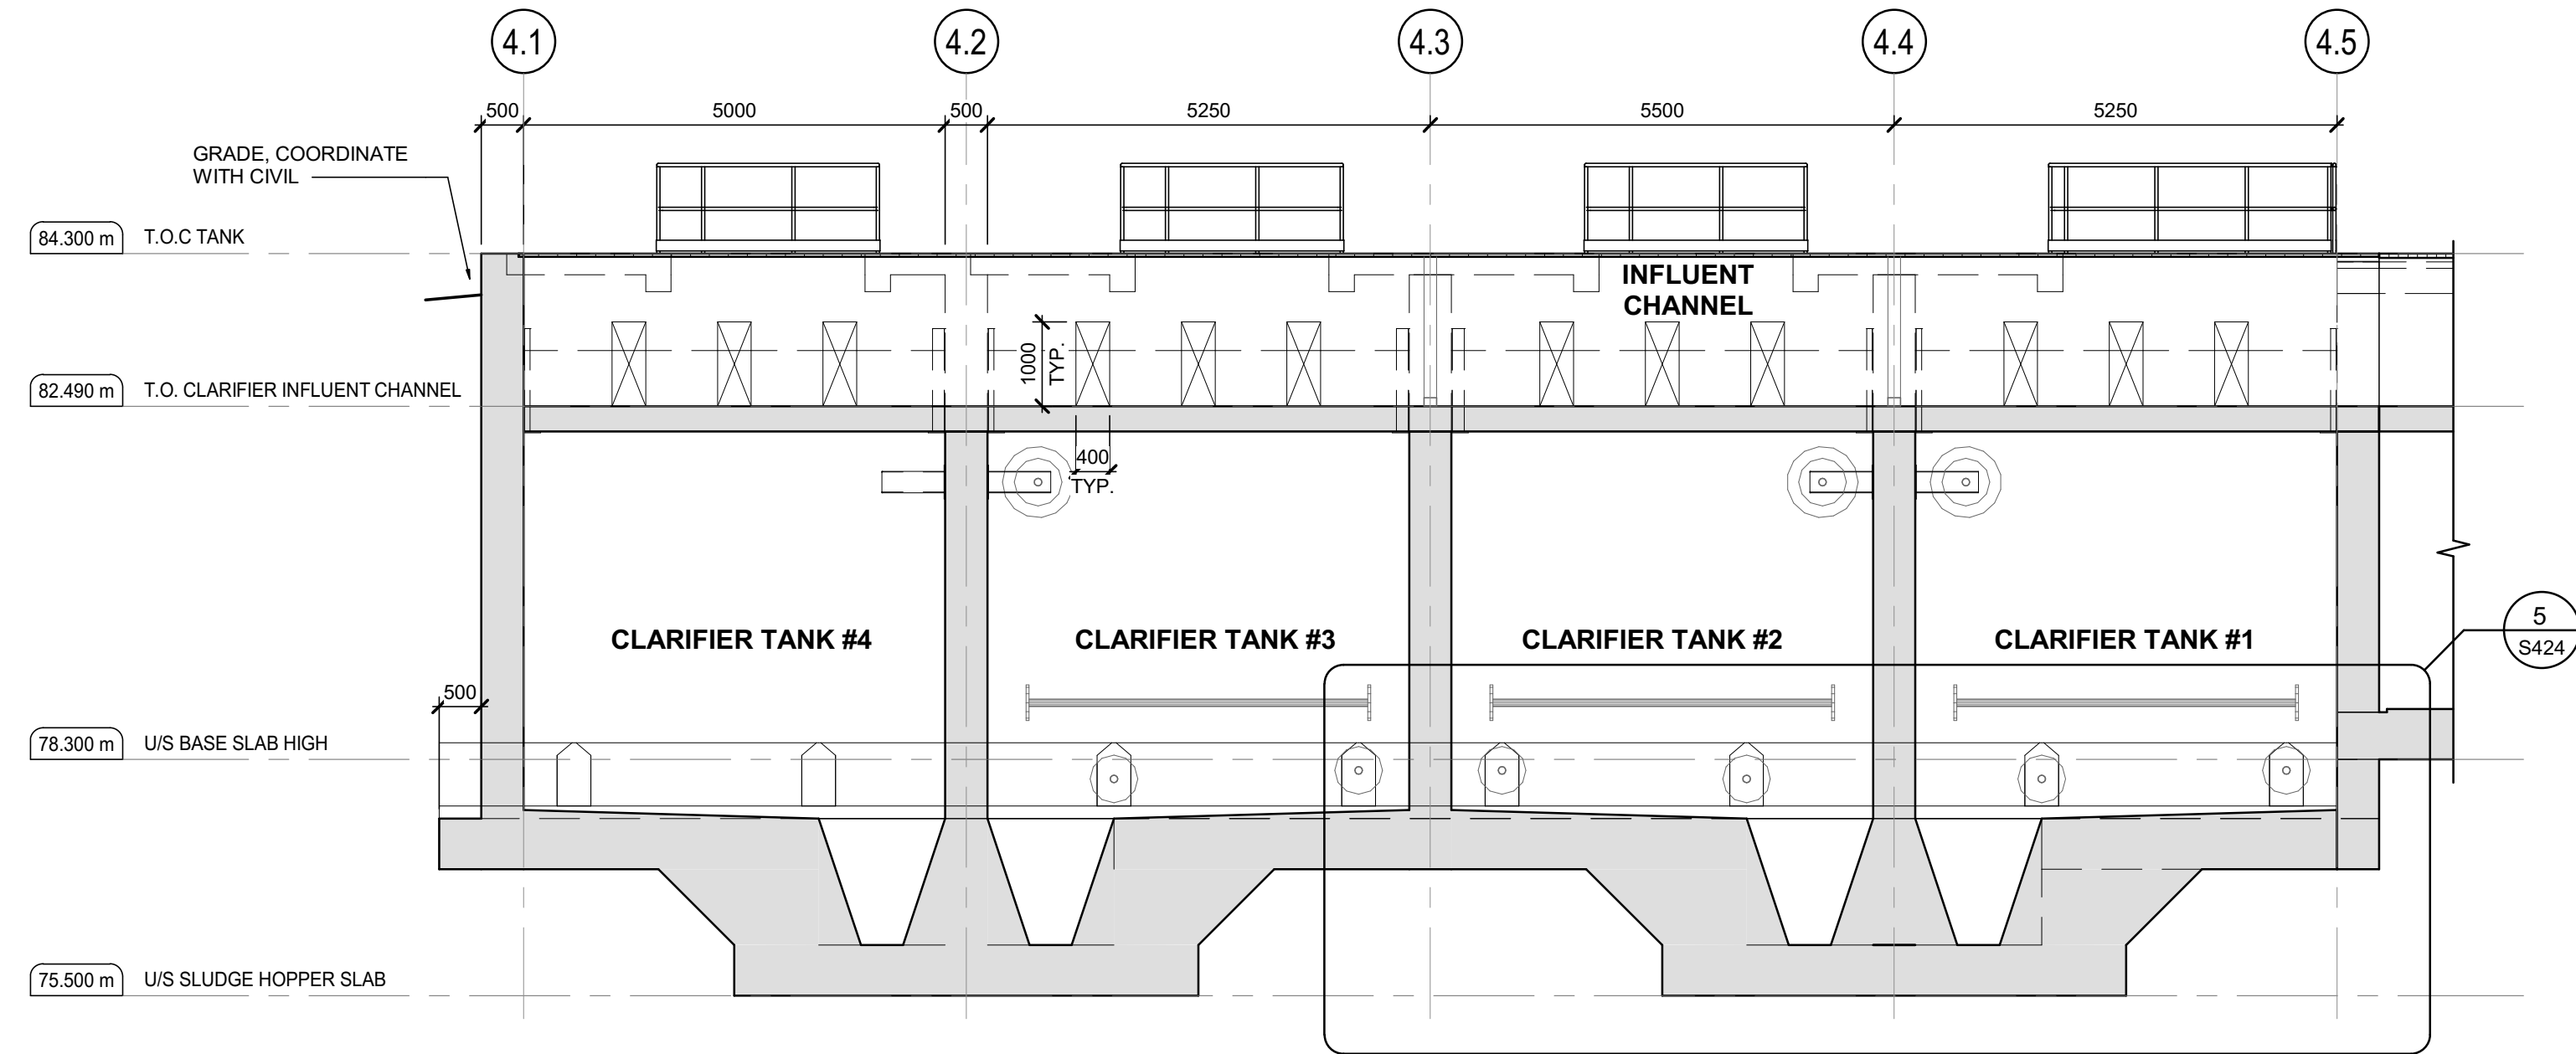 4.1
4.2
4.3
4.4
4.5
500
5000
500
5250
5500
5250
GRADE, COORDINATE
WITH CIVIL
84.300 m
T.O.C TANK
INFLUENT
CHANNEL
1000
TYP.
82.490 m
T.O. CLARIFIER INFLUENT CHANNEL
400
TYP.
CLARIFIER TANK #4
CLARIFIER TANK #3
CLARIFIER TANK #2
CLARIFIER TANK #1
5
S424
500
78.300 m
U/S BASE SLAB HIGH
75.500 m
U/S SLUDGE HOPPER SLAB